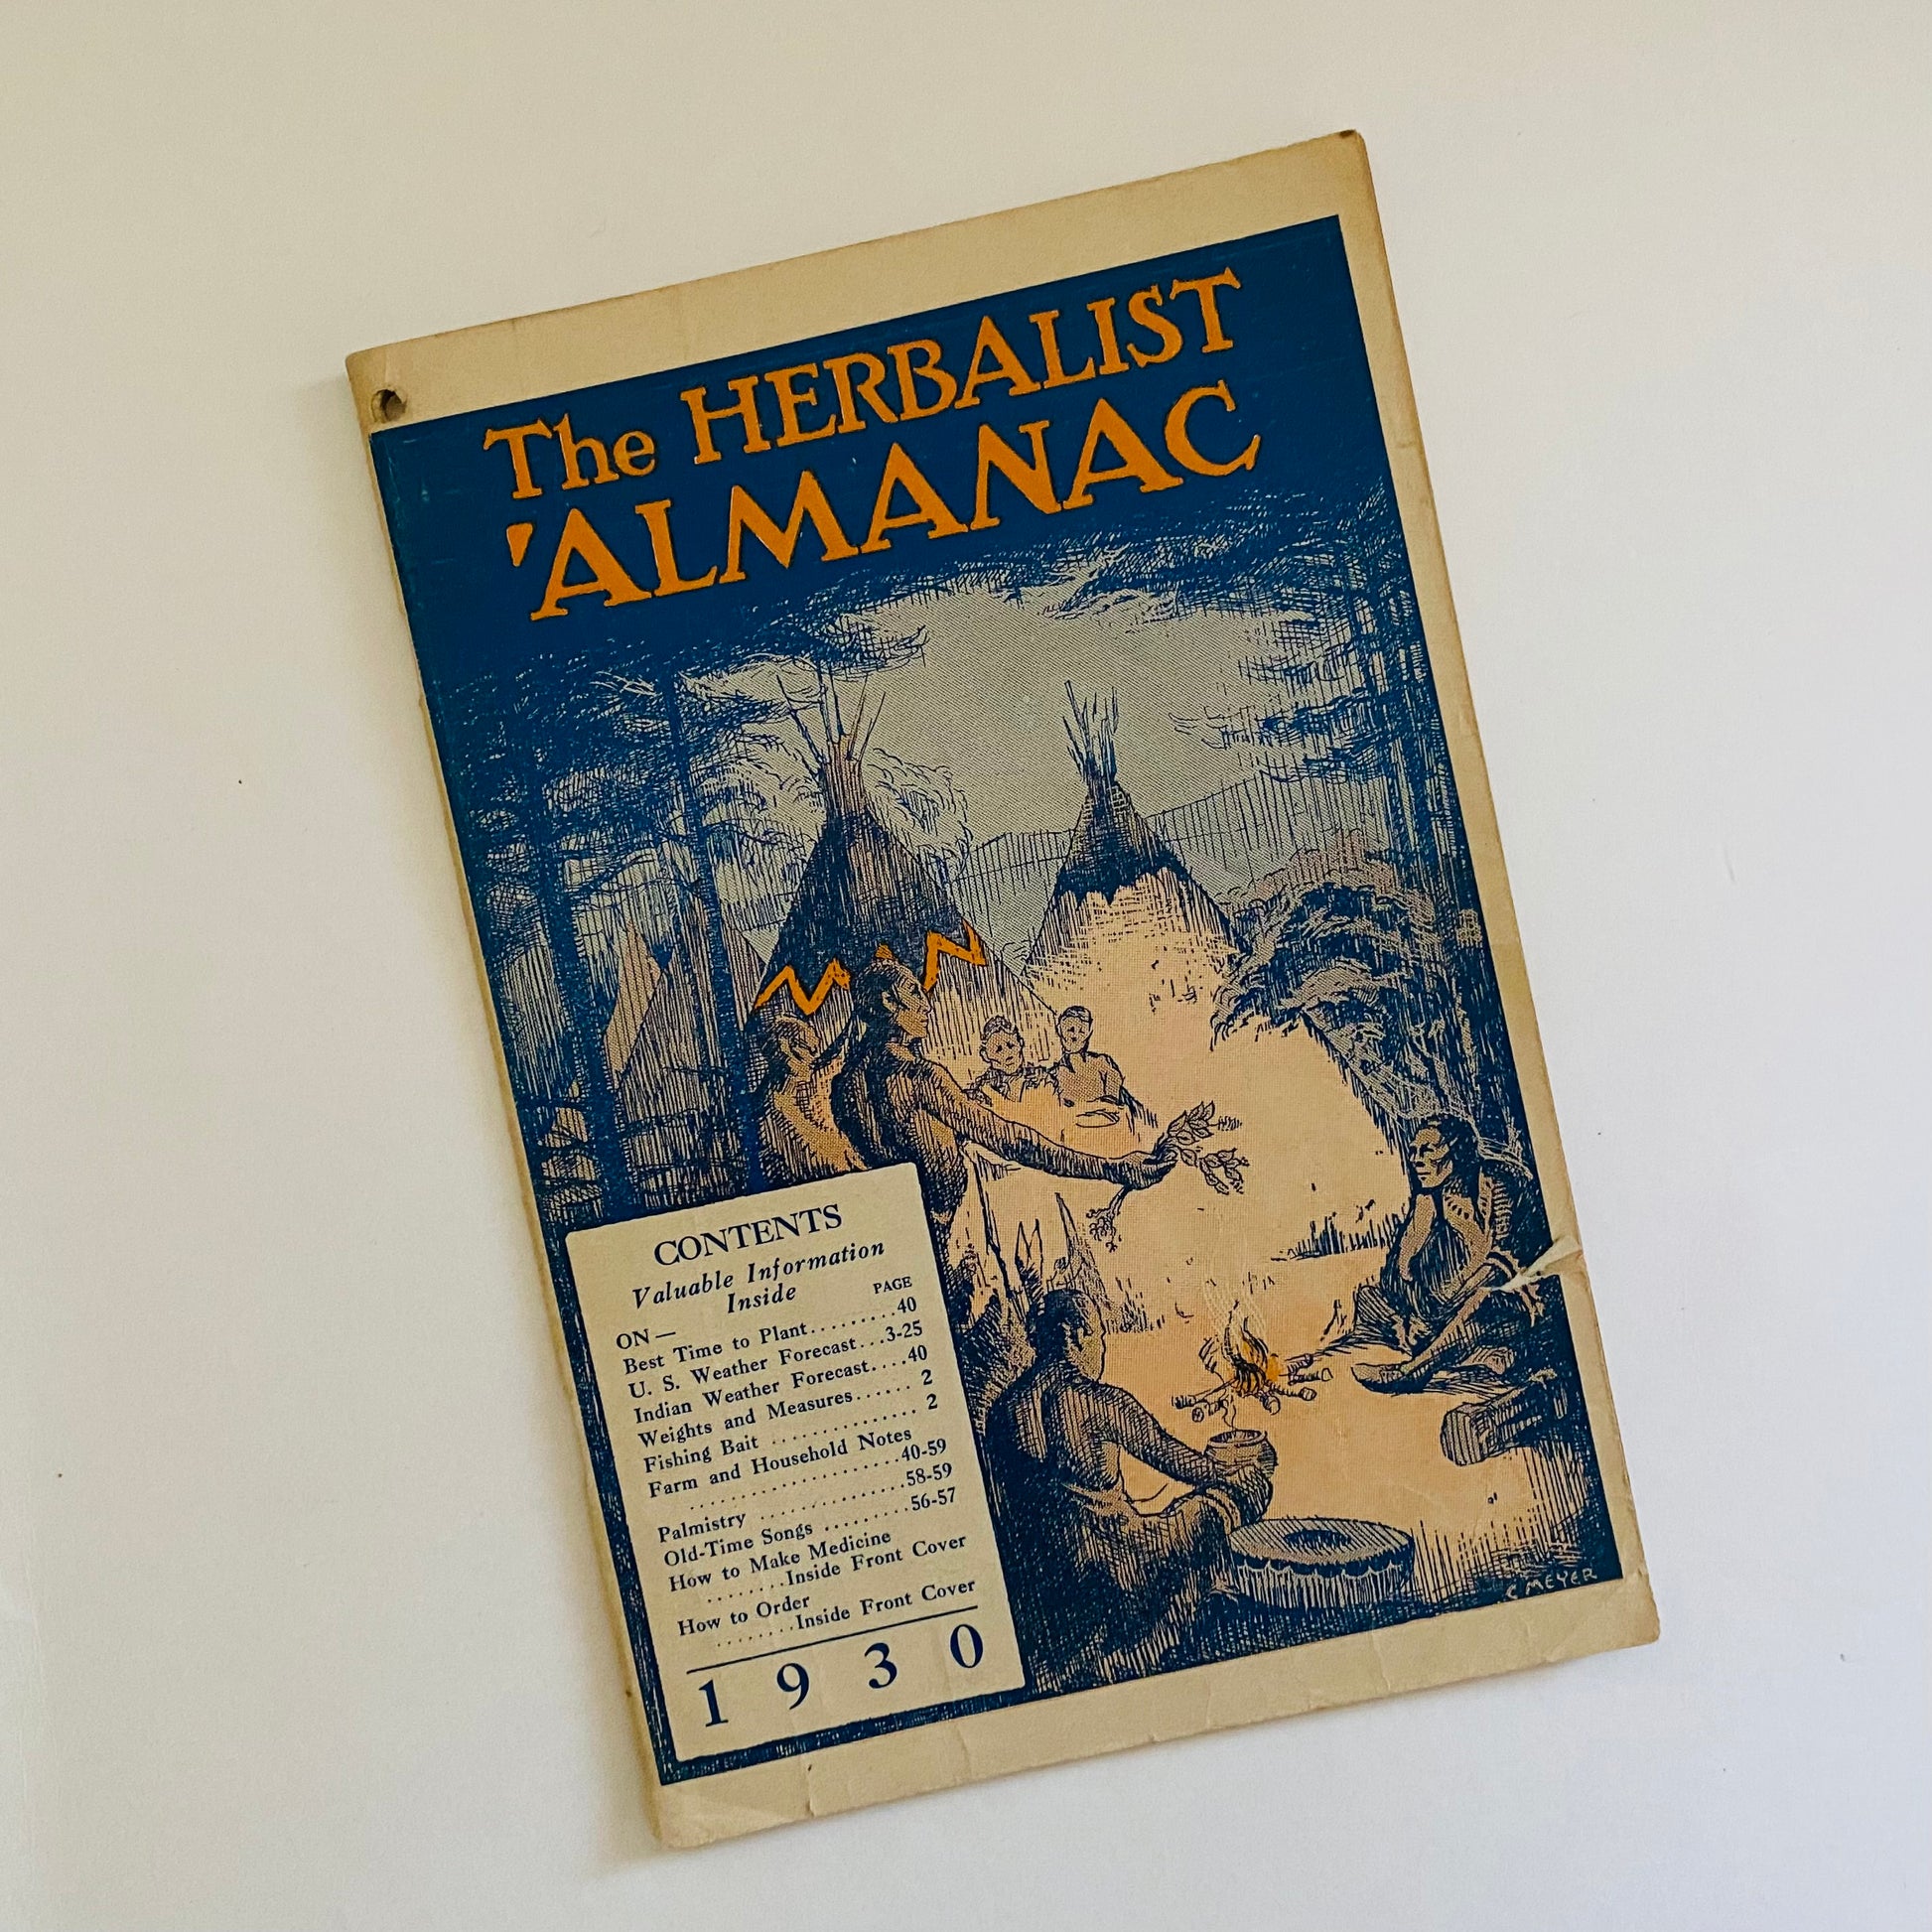 The HERBALIST
'ALMANAC
CONTENTS
Valuable Information
Inside
PAGE
ON—
Best Time to Plant.........40
U. S. Weather Forecast...3-25
Indian Weather Forecast....40
Weights and Measures...... 2
Fishing Bait ............. 2
Farm and Household Notes
....................40-59
Palmistry ..............58-59
Old-Time Songs .........56-57
How to Make Medicine
.......Inside Front Cover
How to Order
........Inside Front Cover
1930
C MEYER